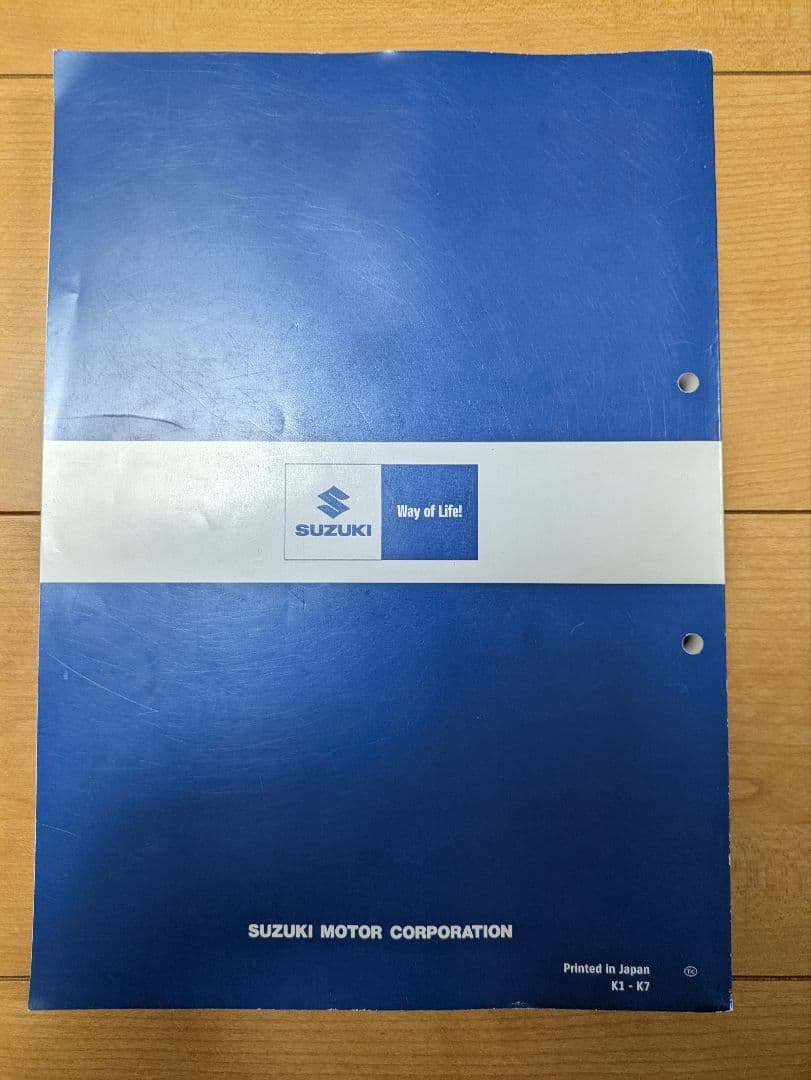 SUZUKI
Way of Life!
SUZUKI MOTOR CORPORATION
Printed in Japan
K1 - K7